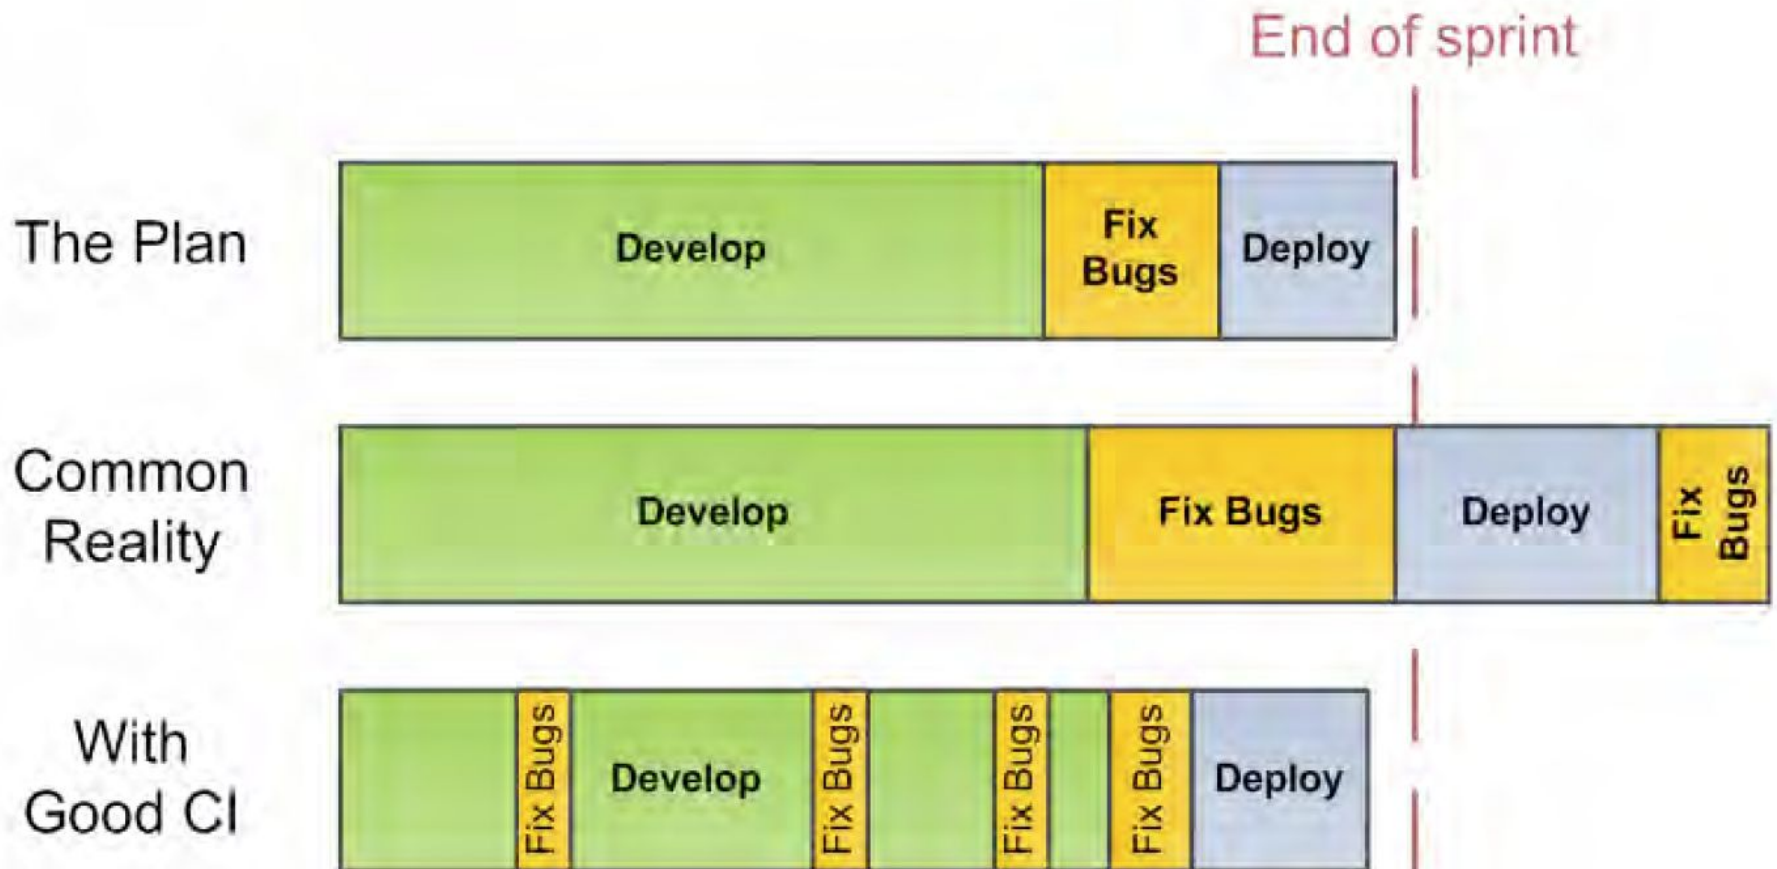 End of sprint
The Plan
Develop
Fix
Bugs
Deploy
Common
Reality
Develop
Fix Bugs
Deploy
Fix
Bugs
With
Good CI
Fix Bugs
Develop
Fix Bugs
Fix Bugs
Fix Bugs
Deploy